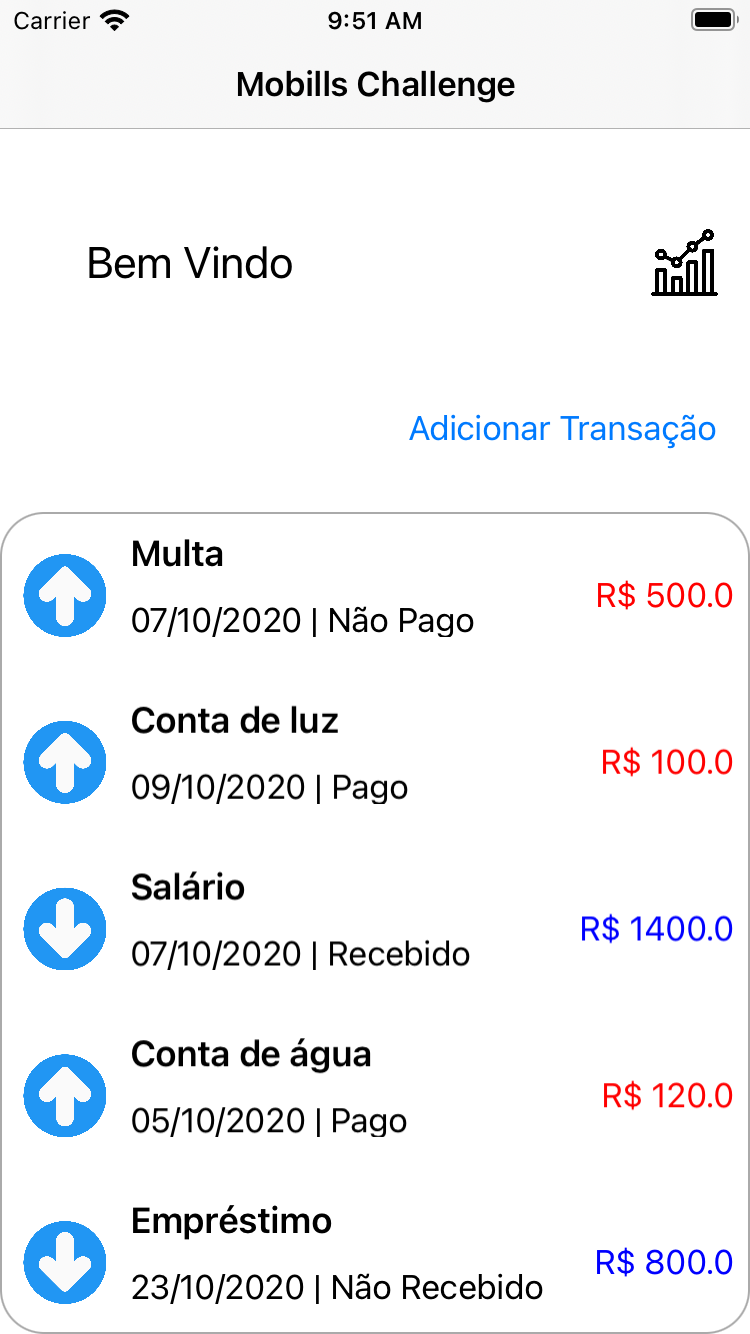 Carrier 9:51 AM
Mobills Challenge
Bem Vindo
Adicionar Transação
Multa
07/10/2020 | Não Pago
R$ 500.0
Conta de luz
09/10/2020 | Pago
R$ 100.0
Salário
07/10/2020 | Recebido
R$ 1400.0
Conta de água
05/10/2020 | Pago
R$ 120.0
Empréstimo
23/10/2020 | Não Recebido
R$ 800.0